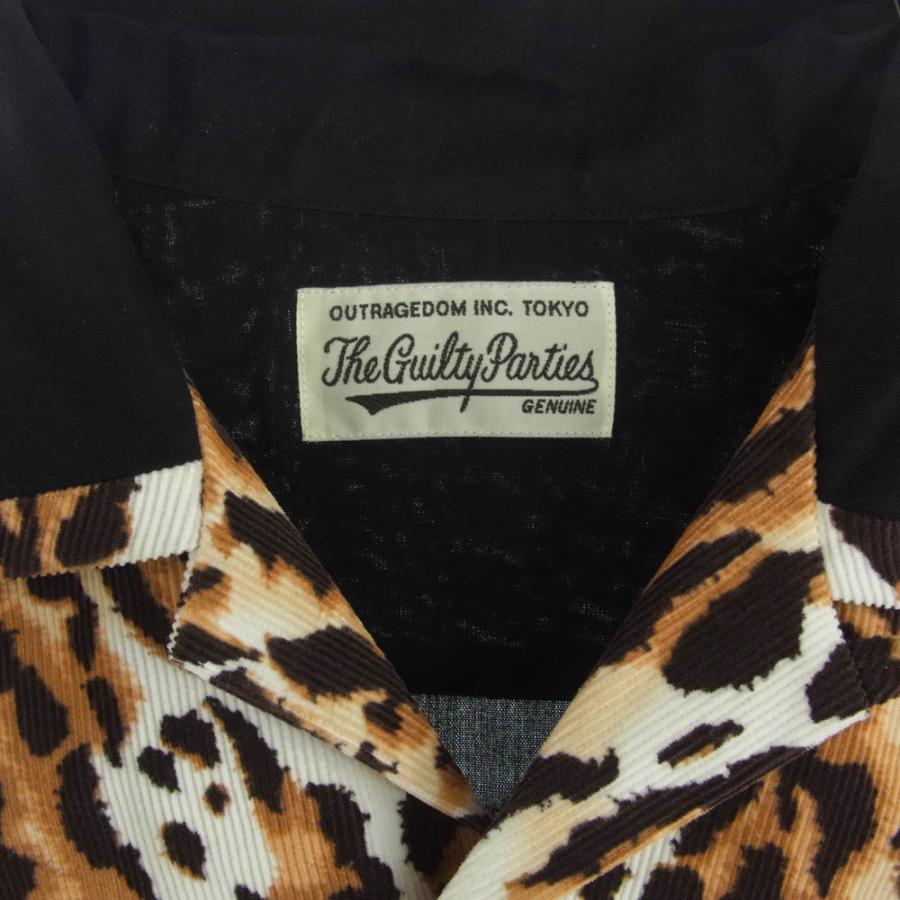 OUTRAGEDOM INC. TOKYO
The Guilty Parties
GENUINE